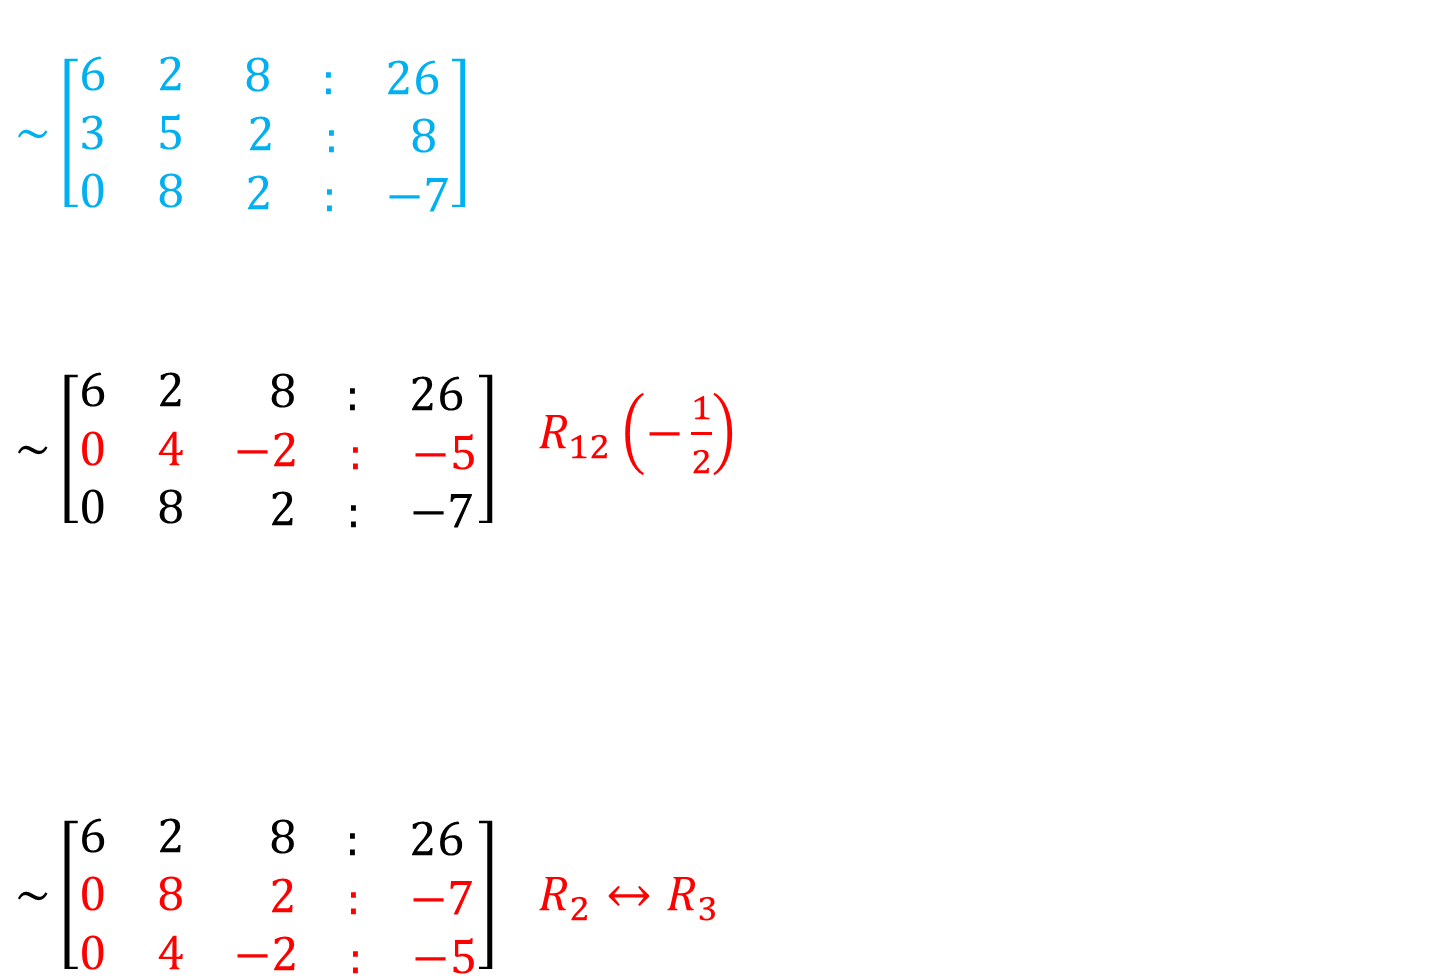 ~ [6 2 8 : 26
3 5 2 : 8
0 8 2 : −7]
~ [6 2 8 : 26
0 4 −2 : −5
0 8 2 : −7] R₁₂ (− 1/2)
~ [6 2 8 : 26
0 8 2 : −7
0 4 −2 : −5] R₂ ↔ R₃